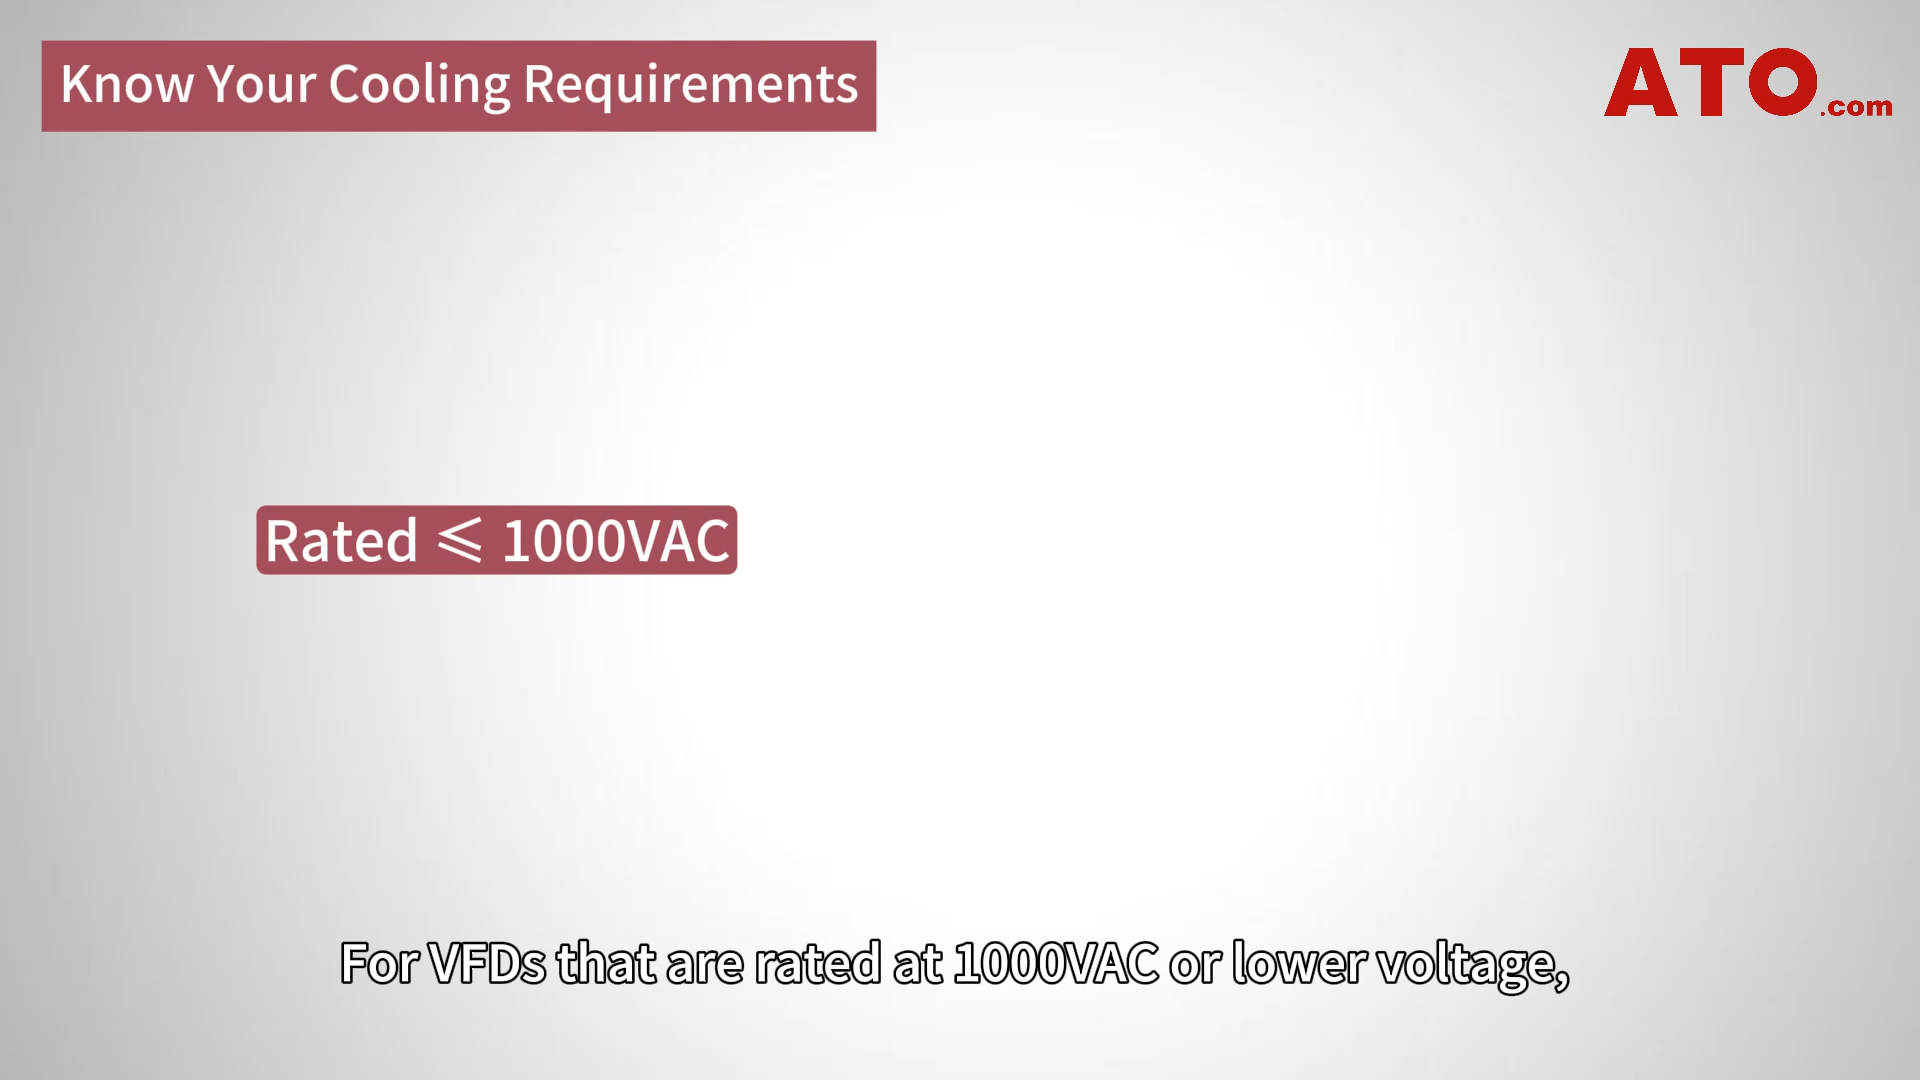 Know Your Cooling Requirements
ATO.com
Rated ⩽ 1000VAC
For VFDs that are rated at 1000VAC or lower voltage,